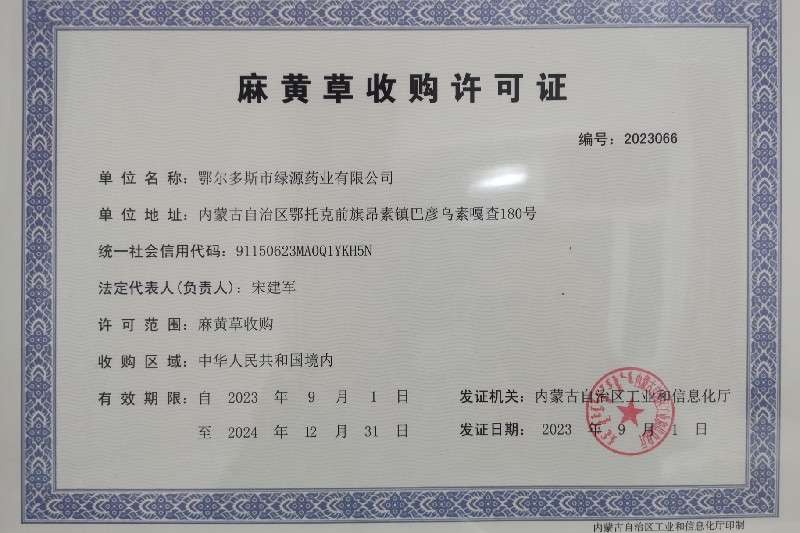 麻黄草收购许可证
编号：2023066
单位名称：鄂尔多斯市绿源药业有限公司
单位地址：内蒙古自治区鄂托克前旗昂素镇巴彦乌素嘎查180号
统一社会信用代码：91150623MA0Q1YKH5N
法定代表人(负责人)：宋建军
许可范围：麻黄草收购
收购区域：中华人民共和国境内
有效期限：自 2023 年 9 月 1 日
至 2024 年 12 月 31 日
发证机关：内蒙古自治区工业和信息化厅
发证日期：2023 年 9 月 1 日
内蒙古自治区工业和信息化厅印制